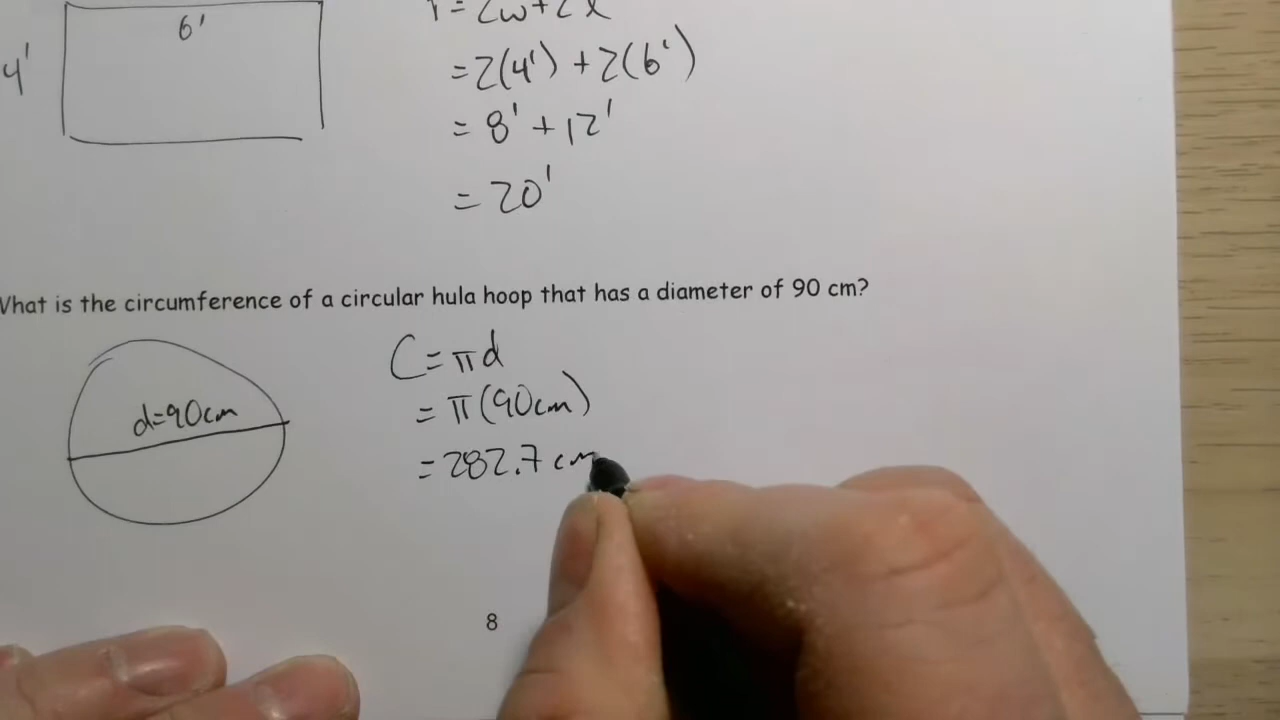 6'
4'
= 2w + 2l
= 2(4') + 2(6')
= 8' + 12'
= 20'
What is the circumference of a circular hula hoop that has a diameter of 90 cm?
d=90cm
C = πd
= π(90cm)
= 282.7 cm
8